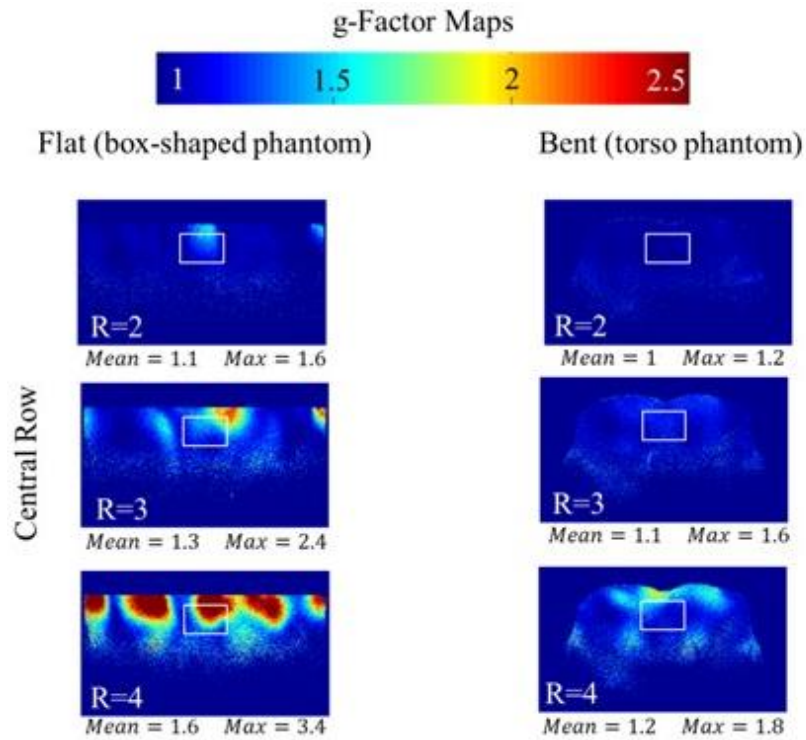 g-Factor Maps
1 1.5 2 2.5
Flat (box-shaped phantom) Bent (torso phantom)
Central Row
R=2 R=2
Mean = 1.1 Max = 1.6 Mean = 1 Max = 1.2
R=3 R=3
Mean = 1.3 Max = 2.4 Mean = 1.1 Max = 1.6
R=4 R=4
Mean = 1.6 Max = 3.4 Mean = 1.2 Max = 1.8